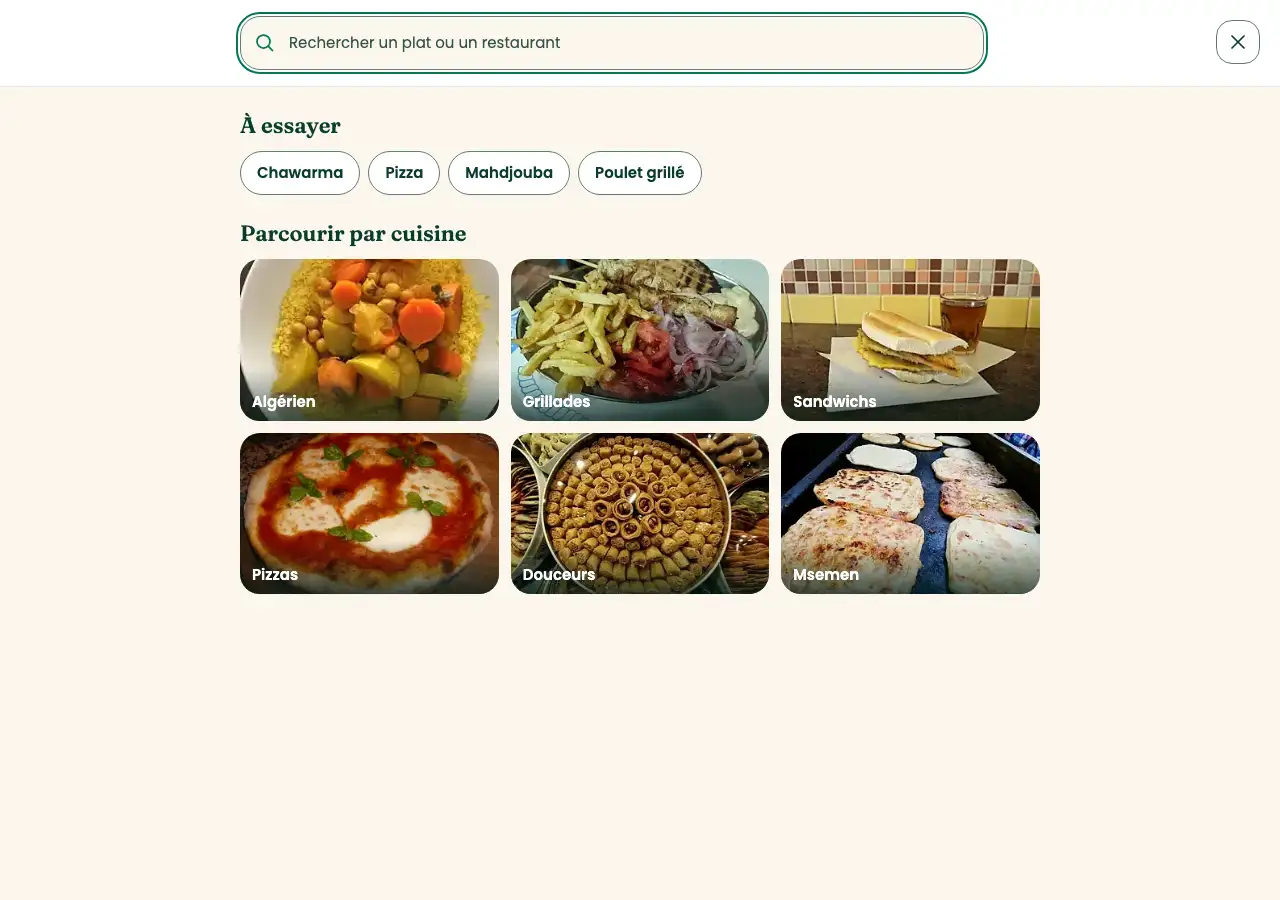 Rechercher un plat ou un restaurant
À essayer
Chawarma
Pizza
Mahdjouba
Poulet grillé
Parcourir par cuisine
Algérien
Grillades
Sandwichs
Pizzas
Douceurs
Msemen